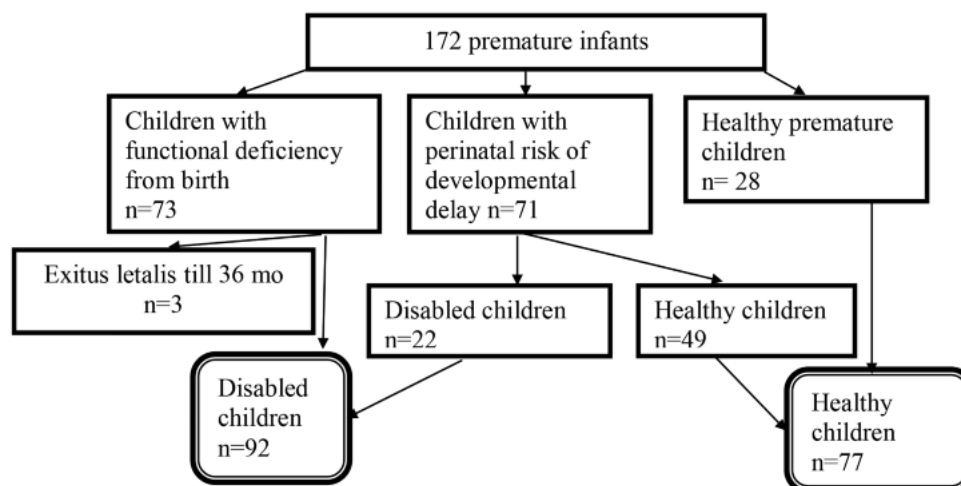 172 premature infants
Children with
functional deficiency
from birth
n=73
Children with
perinatal risk of
developmental
delay n=71
Healthy premature
children
n= 28
Exitus letalis till 36 mo
n=3
Disabled children
n=22
Healthy children
n=49
Disabled
children
n=92
Healthy
children
n=77